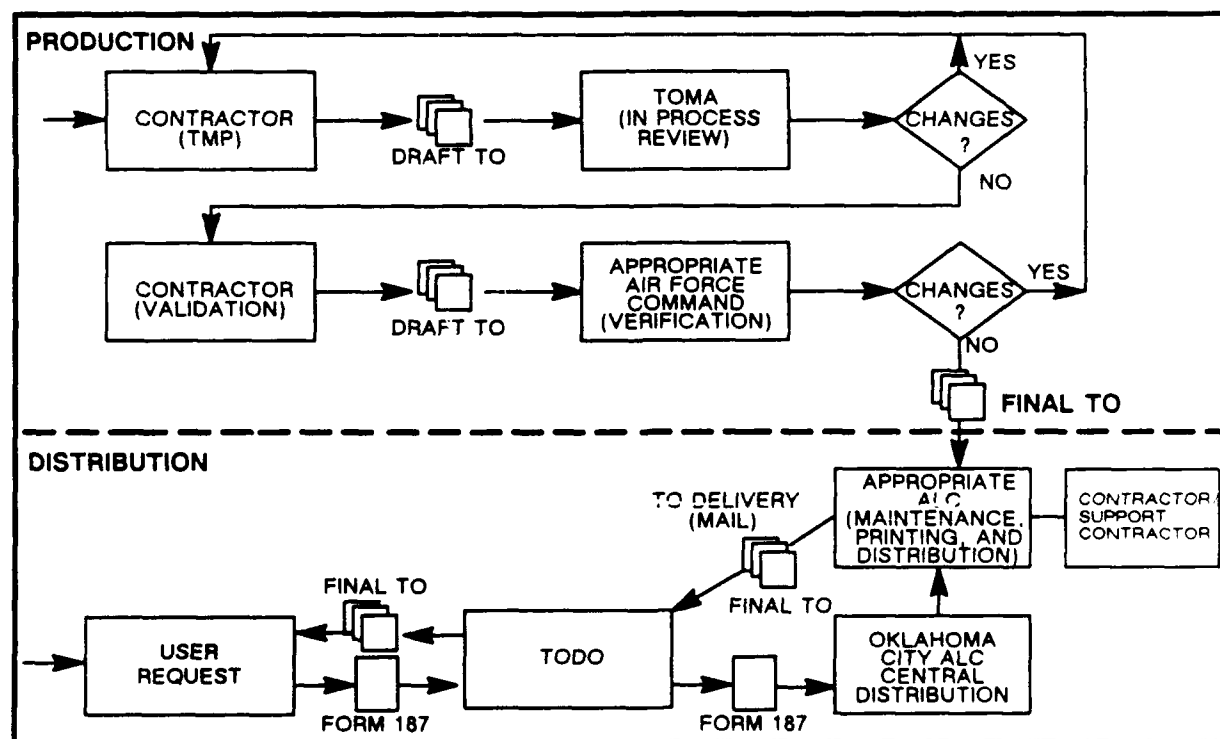 PRODUCTION
YES
CONTRACTOR
(TMP)
DRAFT TO
TOMA
(IN PROCESS
REVIEW)
CHANGES
?
NO
CONTRACTOR
(VALIDATION)
DRAFT TO
APPROPRIATE
AIR FORCE
COMMAND
(VERIFICATION)
CHANGES
?
YES
NO
FINAL TO
DISTRIBUTION
TO DELIVERY
(MAIL)
FINAL TO
APPROPRIATE
ALC
(MAINTENANCE,
PRINTING, AND
DISTRIBUTION)
CONTRACTOR/
SUPPORT
CONTRACTOR
FINAL TO
USER
REQUEST
FORM 187
TODO
FORM 187
OKLAHOMA
CITY ALC
CENTRAL
DISTRIBUTION